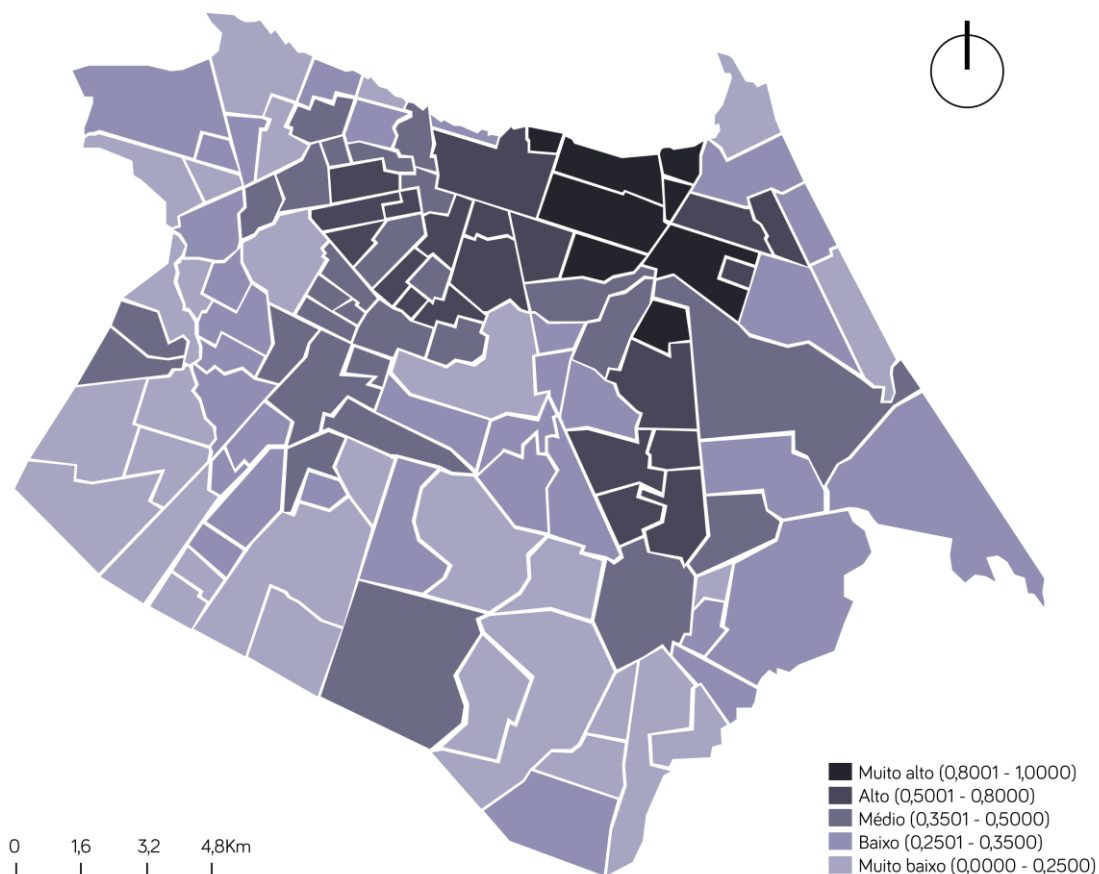 Muito alto (0,8001 - 1,0000)
Alto (0,5001 - 0,8000)
Médio (0,3501 - 0,5000)
Baixo (0,2501 - 0,3500)
Muito baixo (0,0000 - 0,2500)
0 1,6 3,2 4,8Km